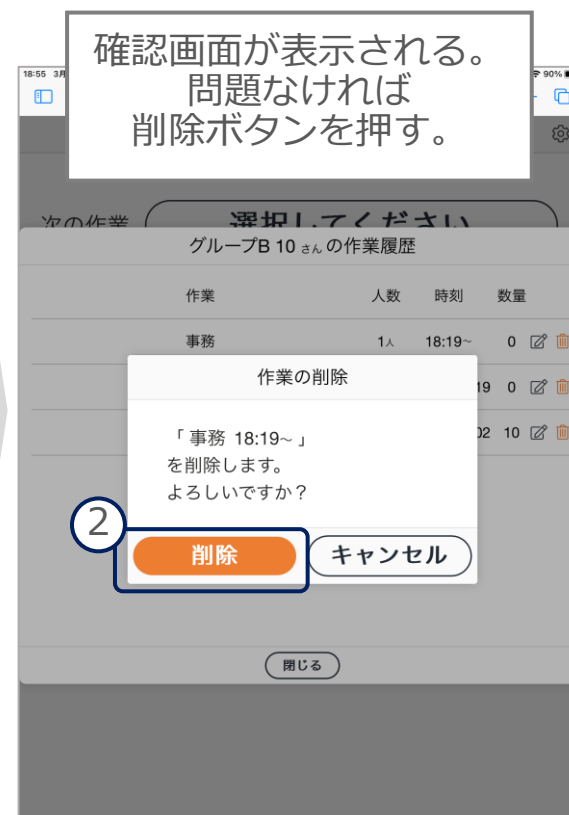 確認画面が表示される。
問題なければ
削除ボタンを押す。
18:55 3月
90%
次の作業 選択してください
グループB 10 さんの作業履歴
作業 人数 時刻 数量
事務 1人 18:19~ 0
作業の削除
19 0
「 事務 18:19~ 」
02 10
を削除します。
よろしいですか？
2
削除 キャンセル
閉じる